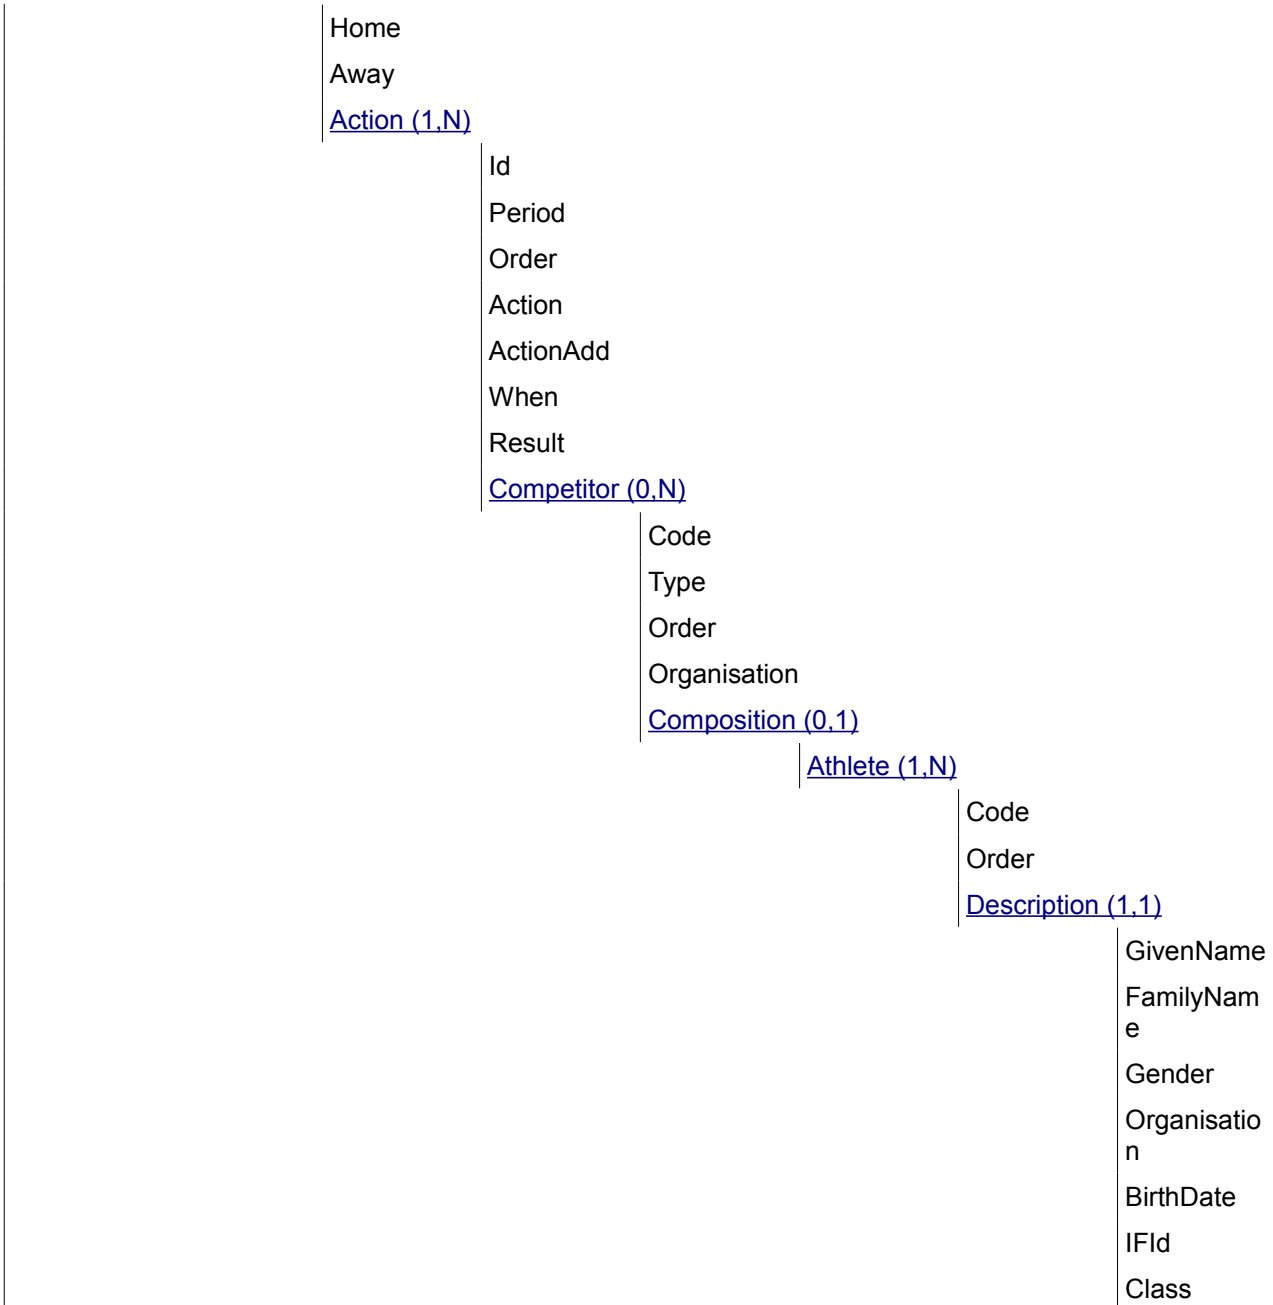 Home
Away
Action (1,N)
Id
Period
Order
Action
ActionAdd
When
Result
Competitor (0,N)
Code
Type
Order
Organisation
Composition (0,1)
Athlete (1,N)
Code
Order
Description (1,1)
GivenName
FamilyNam
e
Gender
Organisatio
n
BirthDate
IFId
Class